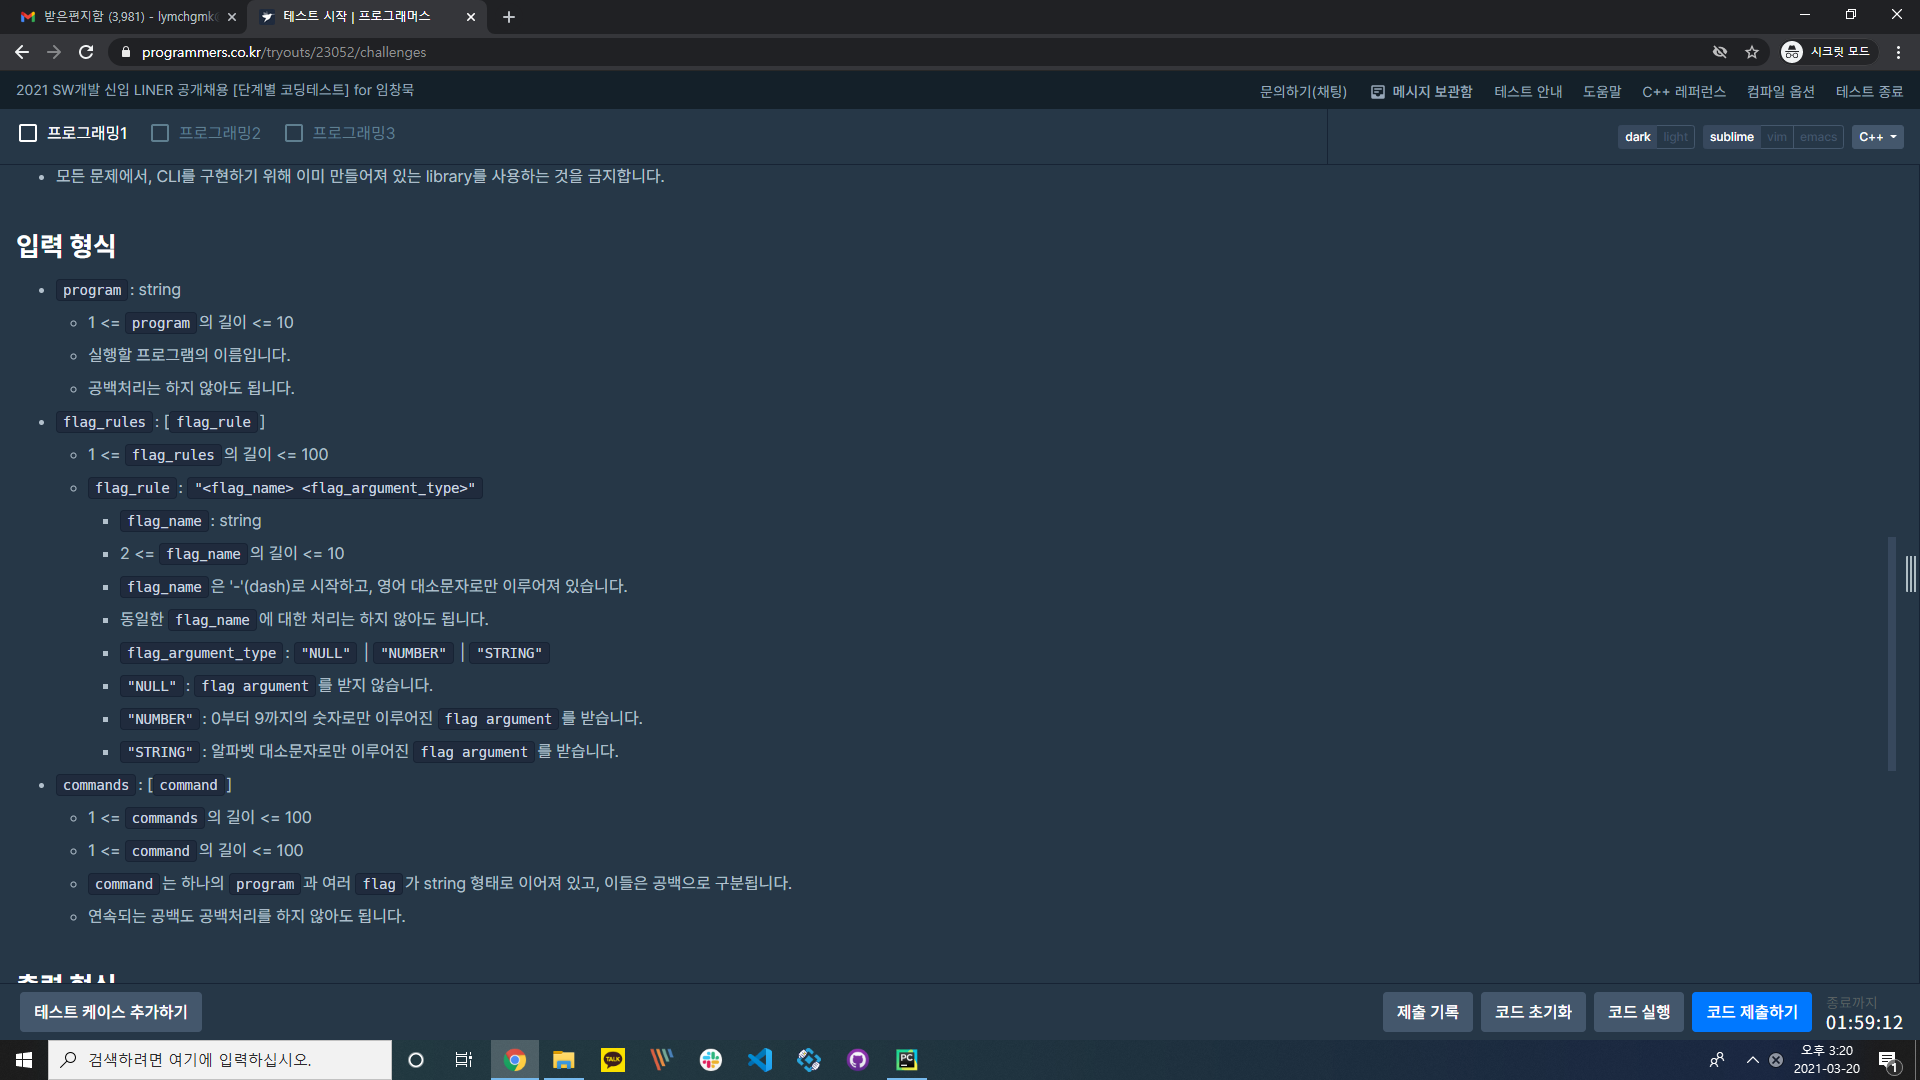 받은편지함 (3,981) - lymchgmk
테스트 시작 | 프로그래머스
programmers.co.kr/tryouts/23052/challenges
시크릿 모드
2021 SW개발 신입 LINER 공개채용 [단계별 코딩테스트] for 임창묵
문의하기(채팅) 메시지 보관함 테스트 안내 도움말 C++ 레퍼런스 컴파일 옵션 테스트 종료
프로그래밍1 프로그래밍2 프로그래밍3
dark light sublime vim emacs C++
• 모든 문제에서, CLI를 구현하기 위해 이미 만들어져 있는 library를 사용하는 것을 금지합니다.
입력 형식
• program : string
◦ 1 <= program 의 길이 <= 10
◦ 실행할 프로그램의 이름입니다.
◦ 공백처리는 하지 않아도 됩니다.
• flag_rules : [ flag_rule ]
◦ 1 <= flag_rules 의 길이 <= 100
◦ flag_rule : "<flag_name> <flag_argument_type>"
▪ flag_name : string
▪ 2 <= flag_name 의 길이 <= 10
▪ flag_name 은 '-'(dash)로 시작하고, 영어 대소문자로만 이루어져 있습니다.
▪ 동일한 flag_name 에 대한 처리는 하지 않아도 됩니다.
▪ flag_argument_type : "NULL" | "NUMBER" | "STRING"
▪ "NULL" : flag argument 를 받지 않습니다.
▪ "NUMBER" : 0부터 9까지의 숫자로만 이루어진 flag argument 를 받습니다.
▪ "STRING" : 알파벳 대소문자로만 이루어진 flag argument 를 받습니다.
• commands : [ command ]
◦ 1 <= commands 의 길이 <= 100
◦ 1 <= command 의 길이 <= 100
◦ command 는 하나의 program 과 여러 flag 가 string 형태로 이어져 있고, 이들은 공백으로 구분됩니다.
◦ 연속되는 공백도 공백처리를 하지 않아도 됩니다.
출력 형식
테스트 케이스 추가하기
제출 기록 코드 초기화 코드 실행 코드 제출하기
종료까지
01:59:12
검색하려면 여기에 입력하십시오.
TALK
PC
오후 3:20
2021-03-20
1